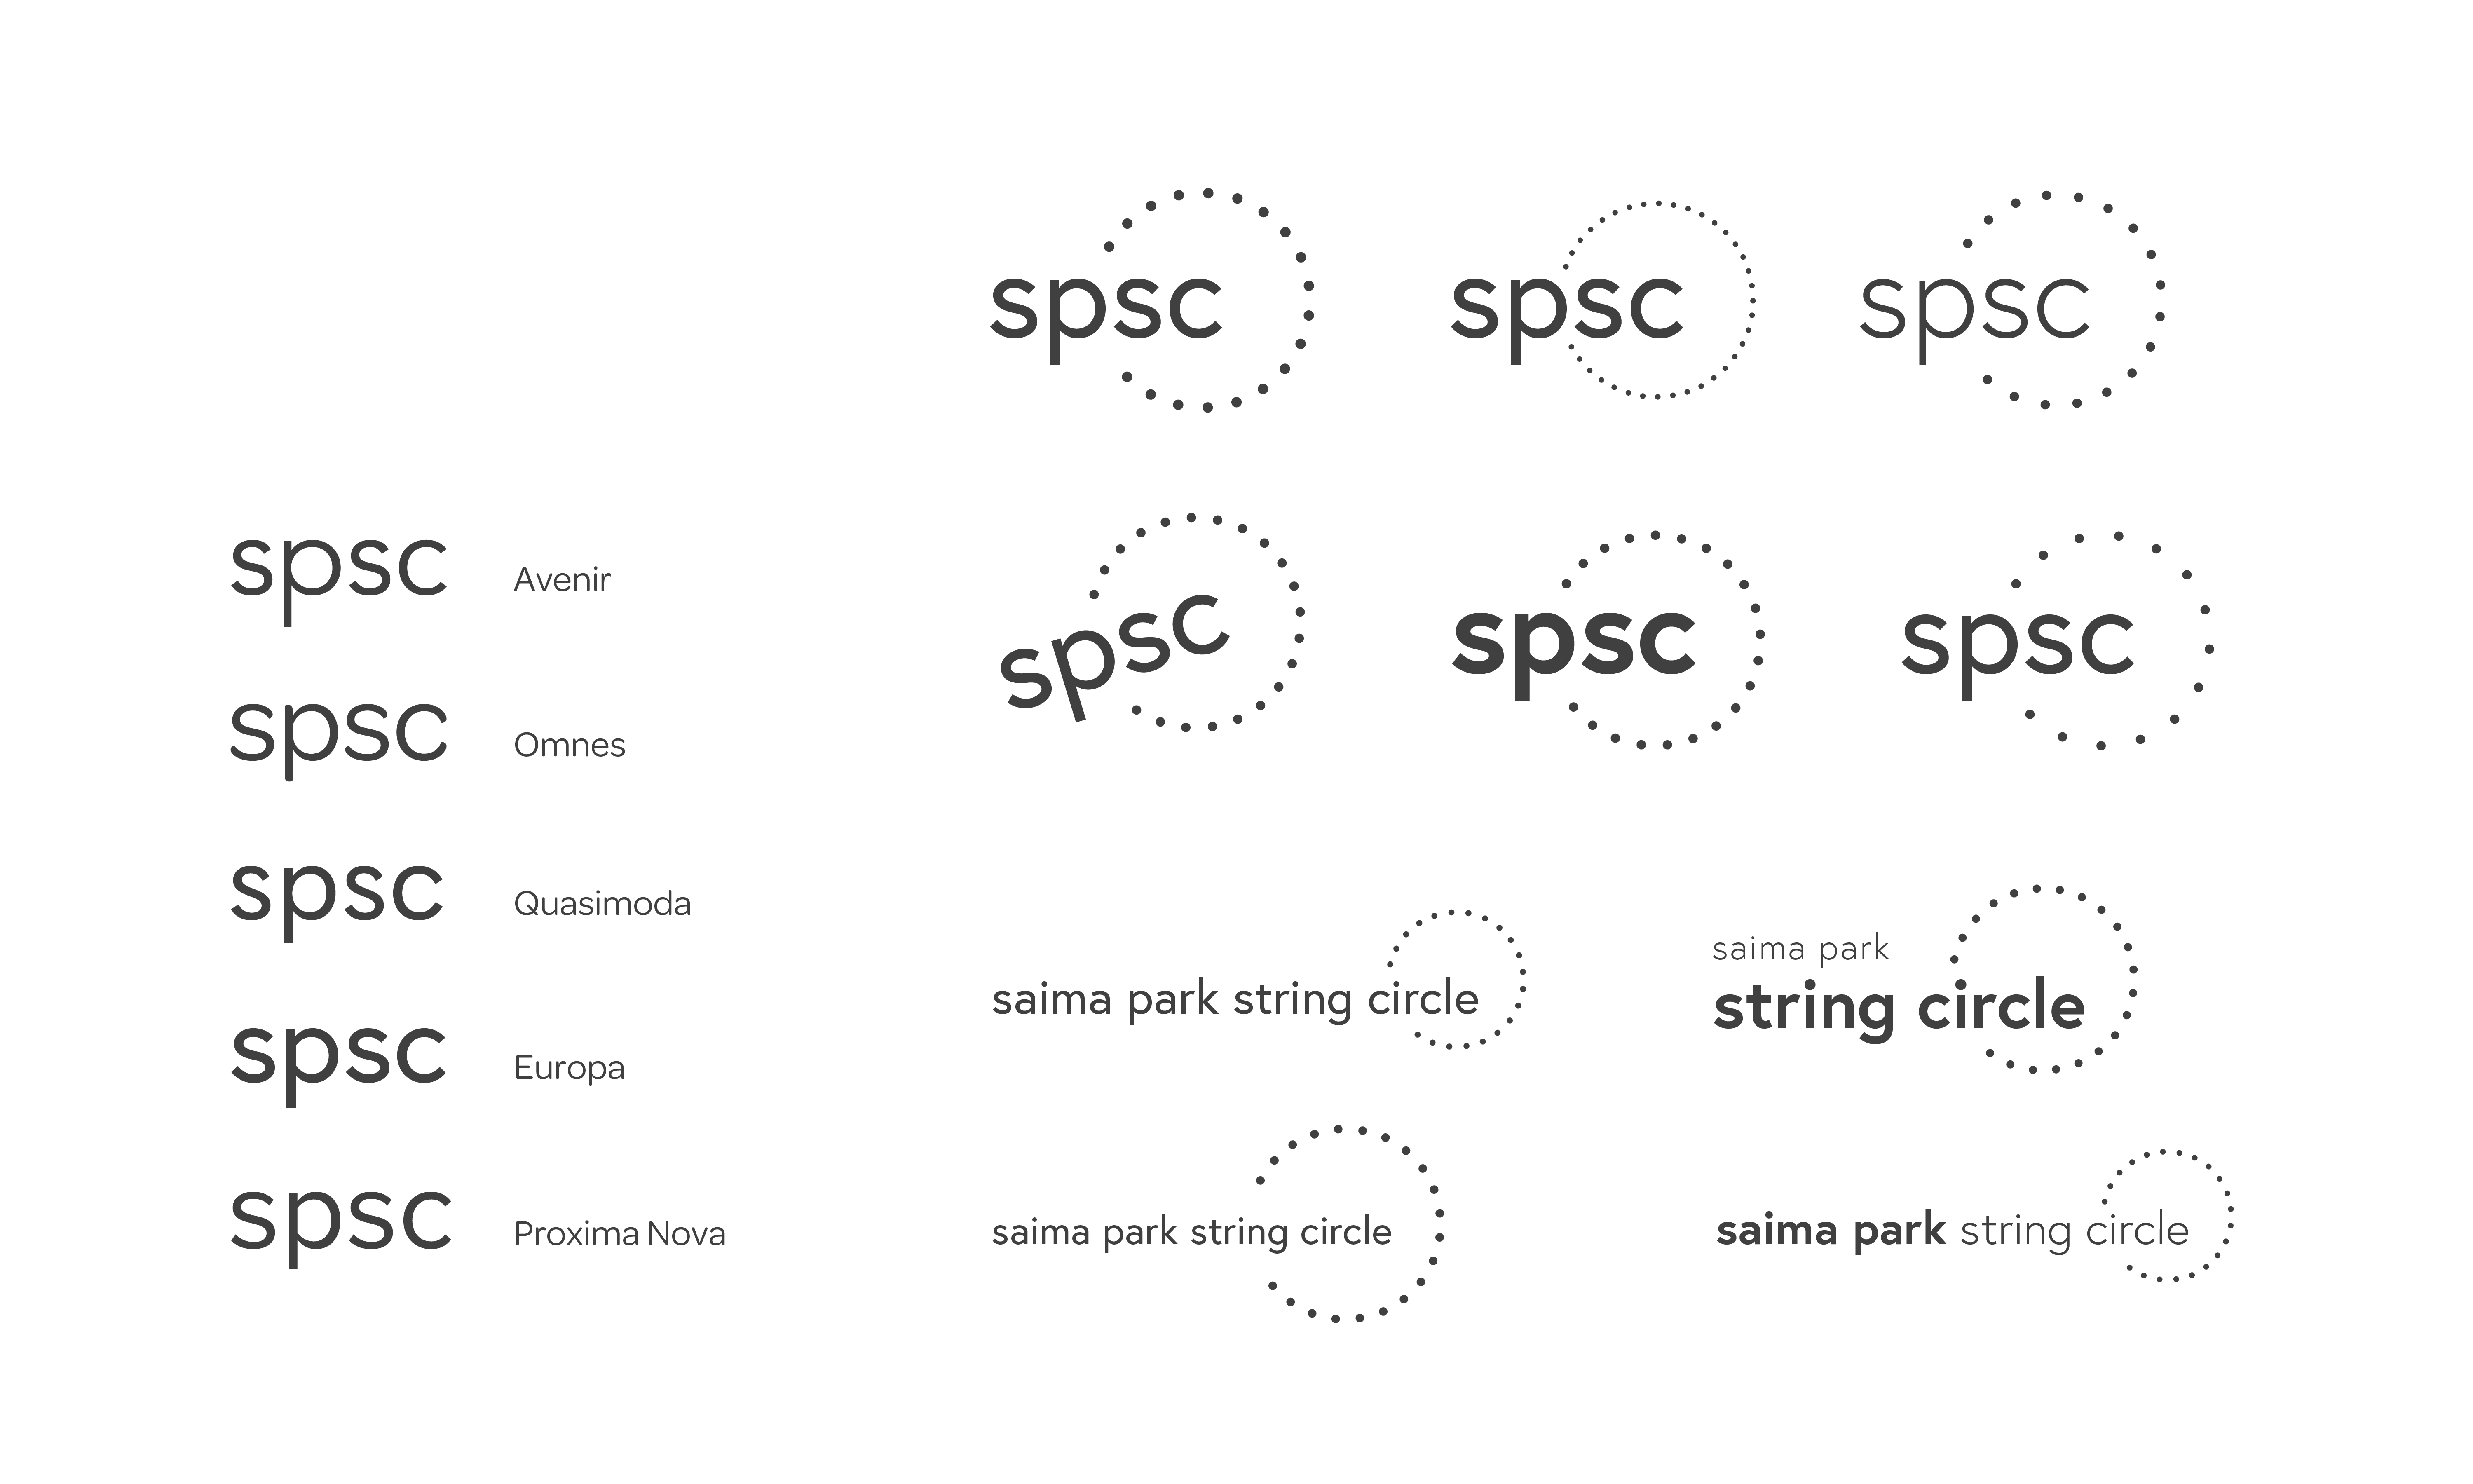 spsc Avenir
spsc Omnes
spsc Quasimoda
spsc Europa
spsc Proxima Nova
spsc
spsc
spsc
spsc
spsc
spsc
saima park string circle
saima park
string circle
saima park string circle
saima park string circle